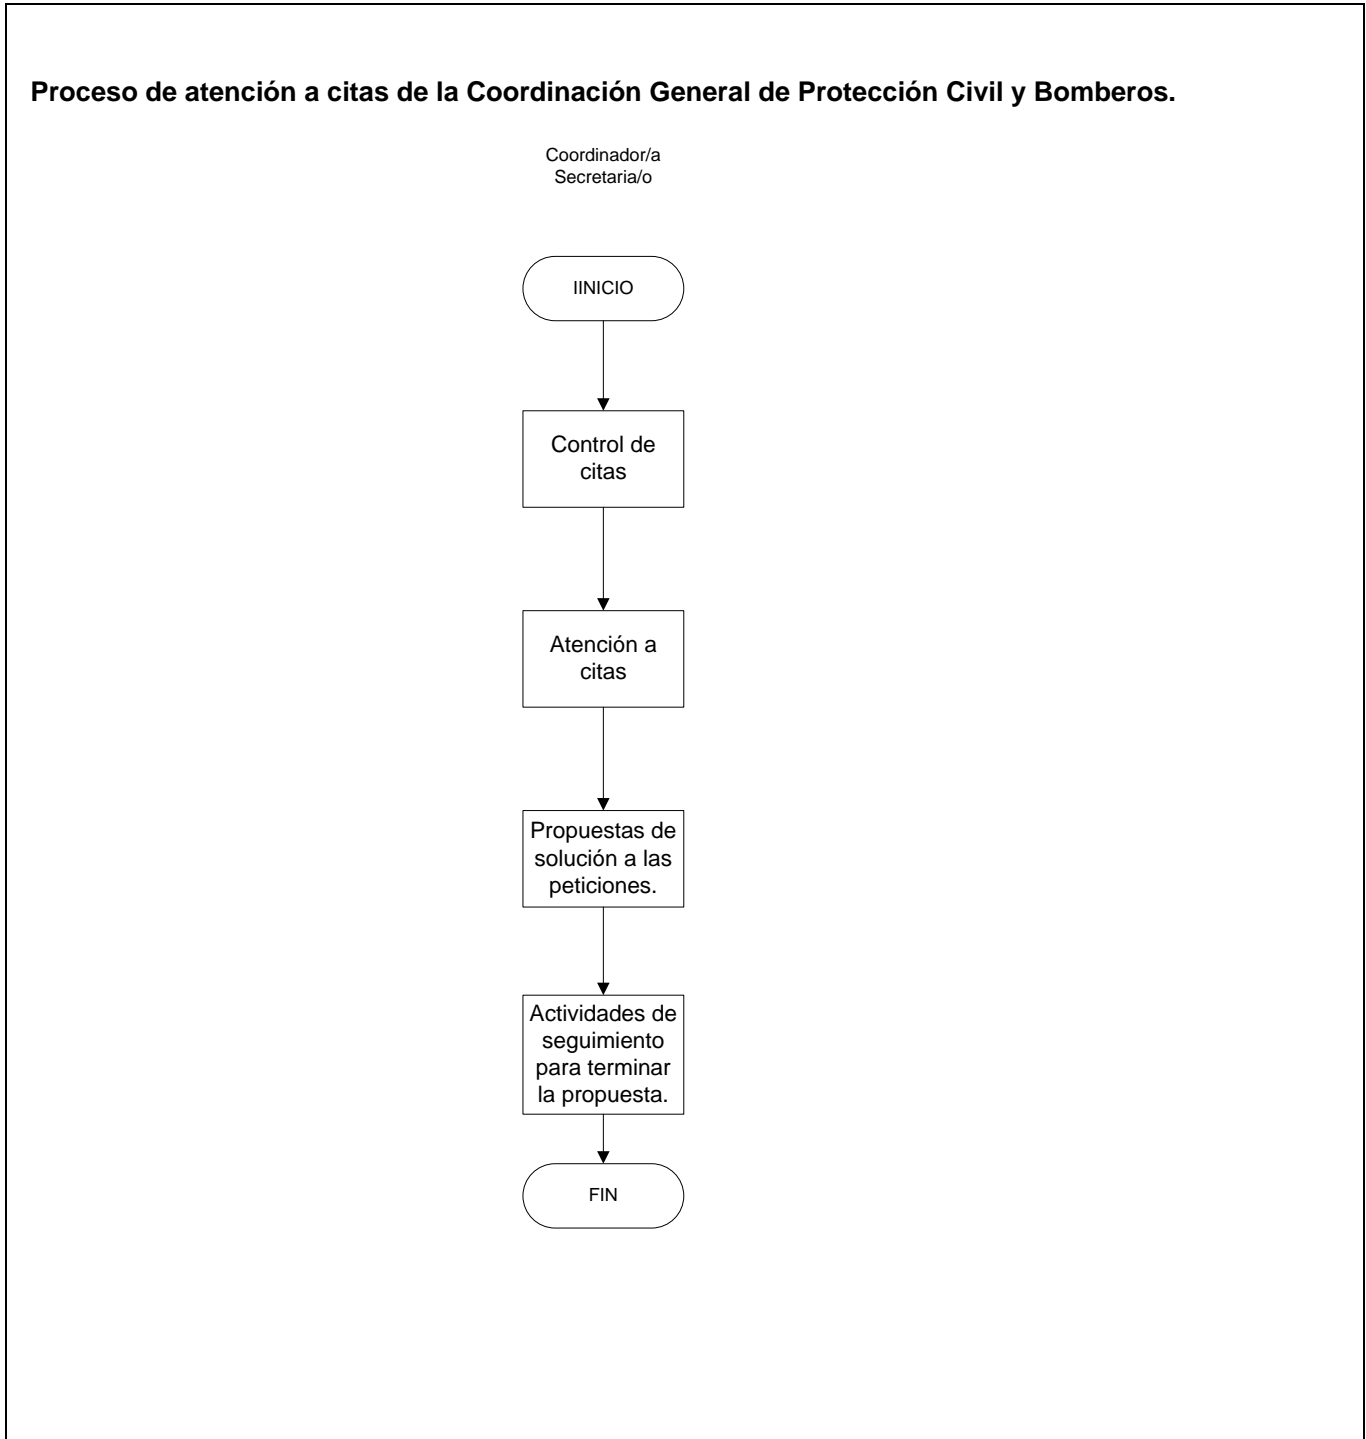 Proceso de atención a citas de la Coordinación General de Protección Civil y Bomberos.
Coordinador/a
Secretaria/o
IINICIO
Control de
citas
Atención a
citas
Propuestas de
solución a las
peticiones.
Actividades de
seguimiento
para terminar
la propuesta.
FIN